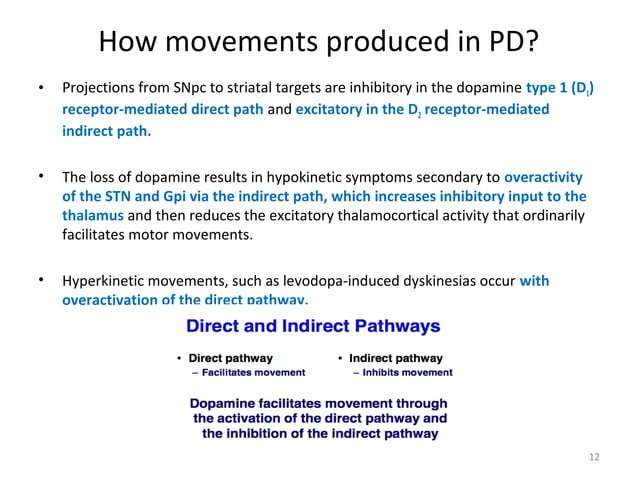 How movements produced in PD?
• Projections from SNpc to striatal targets are inhibitory in the dopamine type 1 (D1)
receptor-mediated direct path and excitatory in the D2 receptor-mediated
indirect path.
• The loss of dopamine results in hypokinetic symptoms secondary to overactivity
of the STN and Gpi via the indirect path, which increases inhibitory input to the
thalamus and then reduces the excitatory thalamocortical activity that ordinarily
facilitates motor movements.
• Hyperkinetic movements, such as levodopa-induced dyskinesias occur with
overactivation of the direct pathway.
Direct and Indirect Pathways
• Direct pathway
– Facilitates movement
• Indirect pathway
– Inhibits movement
Dopamine facilitates movement through
the activation of the direct pathway and
the inhibition of the indirect pathway
12